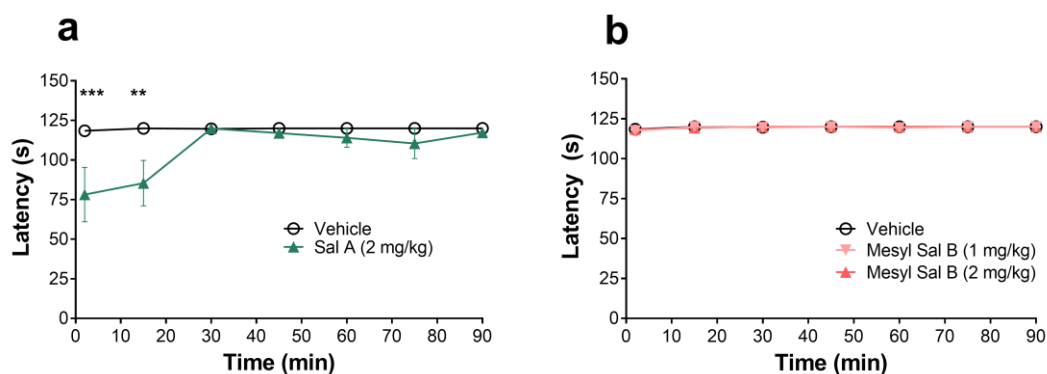 a
150
125
100
75
50
25
0
Latency (s)
*** **
Vehicle
Sal A (2 mg/kg)
0 10 20 30 40 50 60 70 80 90
Time (min)
b
150
125
100
75
50
25
0
Latency (s)
Vehicle
Mesyl Sal B (1 mg/kg)
Mesyl Sal B (2 mg/kg)
0 10 20 30 40 50 60 70 80 90
Time (min)